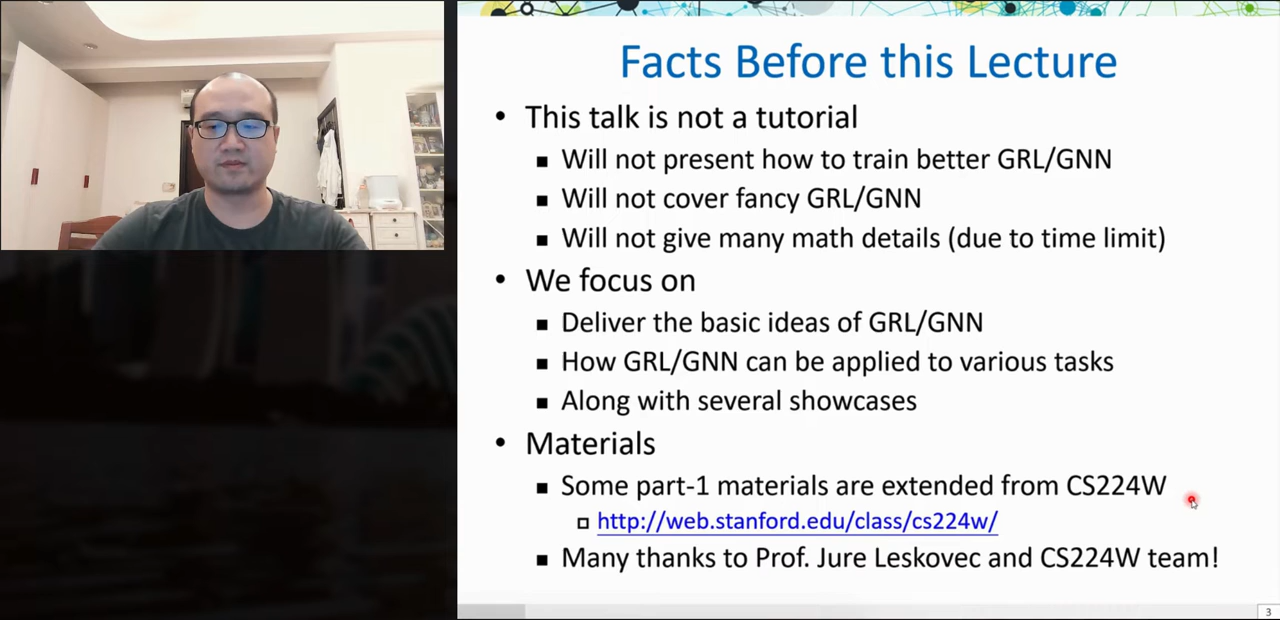 Facts Before this Lecture
• This talk is not a tutorial
▪ Will not present how to train better GRL/GNN
▪ Will not cover fancy GRL/GNN
▪ Will not give many math details (due to time limit)
• We focus on
▪ Deliver the basic ideas of GRL/GNN
▪ How GRL/GNN can be applied to various tasks
▪ Along with several showcases
• Materials
▪ Some part-1 materials are extended from CS224W
▫ http://web.stanford.edu/class/cs224w/
▪ Many thanks to Prof. Jure Leskovec and CS224W team!
3